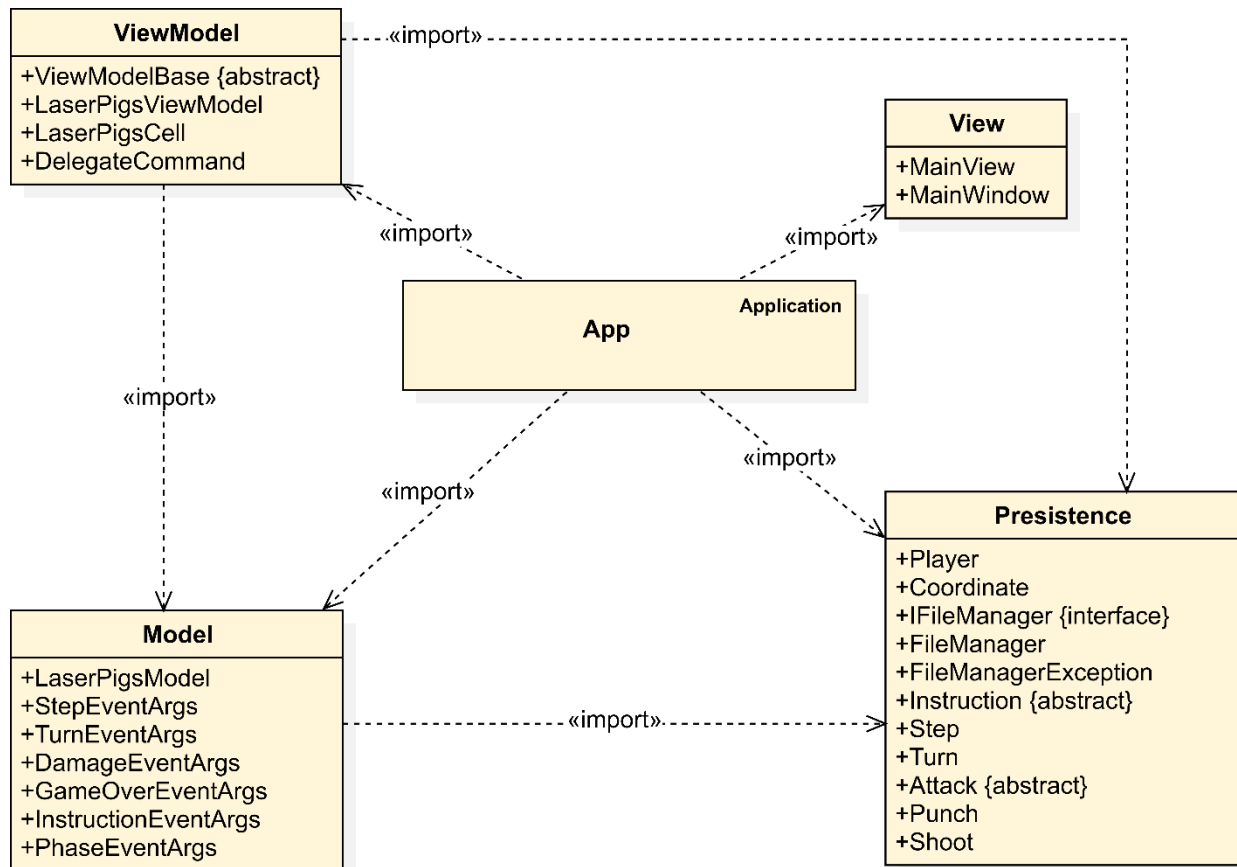 ViewModel
+ViewModelBase {abstract}
+LaserPigsViewModel
+LaserPigsCell
+DelegateCommand
«import»
View
+MainView
+MainWindow
«import»
«import»
Application
App
«import»
«import»
«import»
Presistence
+Player
+Coordinate
+IFileManager {interface}
+FileManager
+FileManagerException
+Instruction {abstract}
+Step
+Turn
+Attack {abstract}
+Punch
+Shoot
Model
+LaserPigsModel
+StepEventArgs
+TurnEventArgs
+DamageEventArgs
+GameOverEventArgs
+InstructionEventArgs
+PhaseEventArgs
«import»